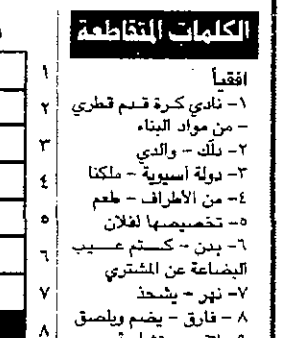 الكلمات المتقاطعة
افقياً
١- نادي كرة قدم قطري
- من مواد البناء
٢- دلّك - والدي
٣- دولة آسيوية - ملكنا
٤- من الأطراف - طعم
٥- تخصيصها لفلان
٦- بدن - كستم عيب
البضاعة عن المشتري
٧- نهر - يشحذ
٨- فارق - يضم ويلصق
١
٢
٣
٤
٥
٦
٧
٨